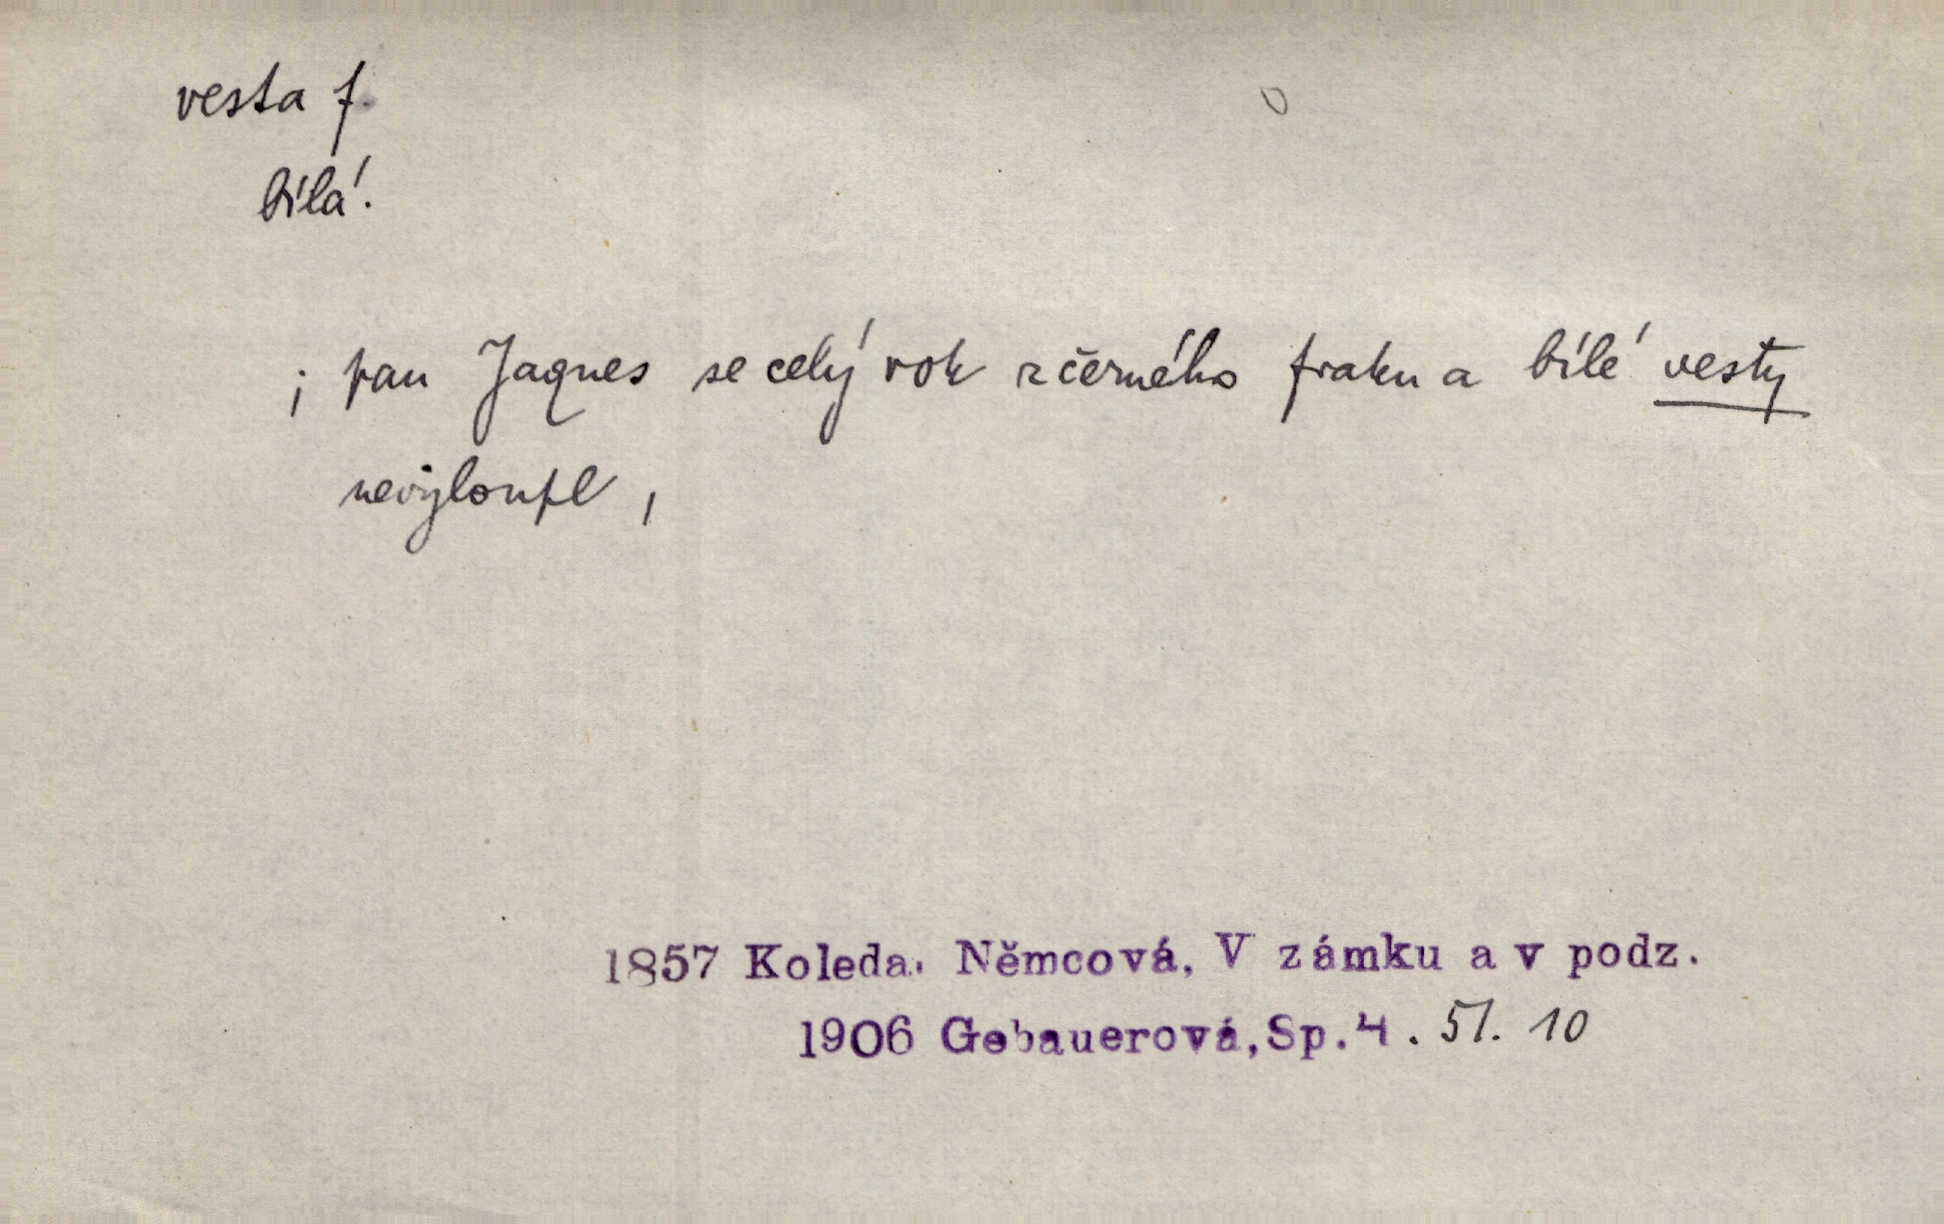 vesta f.
bílá.
; pan Jaques se celý rok z černého fraku a bílé vesty
nevyloupl,
1857 Koleda. Němcová, V zámku a v podz.
1906 Gebauerová, Sp. 4. 51. 10